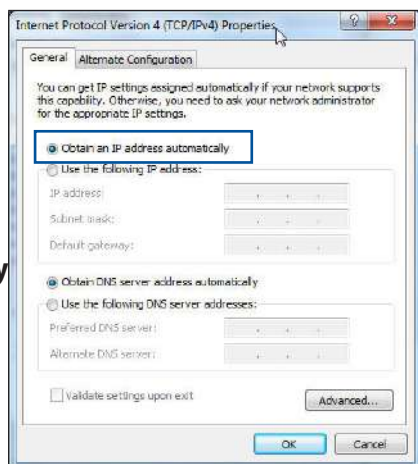 Internet Protocol Version 4 (TCP/IPv4) Properties
General
Alternate Configuration
You can get IP settings assigned automatically if your network supports
this capability. Otherwise, you need to ask your network administrator
for the appropriate IP settings.
Obtain an IP address automatically
Use the following IP address:
IP address:
Subnet mask:
Default gateway:
y
Obtain DNS server address automatically
Use the following DNS server addresses:
Preferred DNS server:
Alternate DNS server:
Validate settings upon exit
Advanced...
OK
Cancel